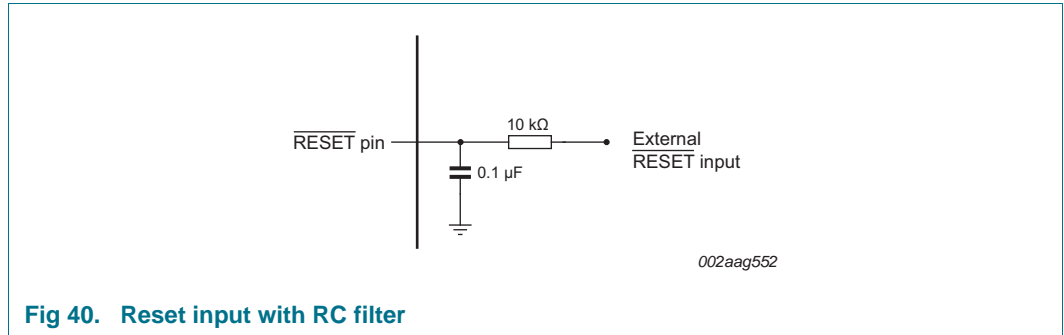 RESET pin
10 kΩ
External
RESET input
0.1 µF
002aag552
Fig 40. Reset input with RC filter